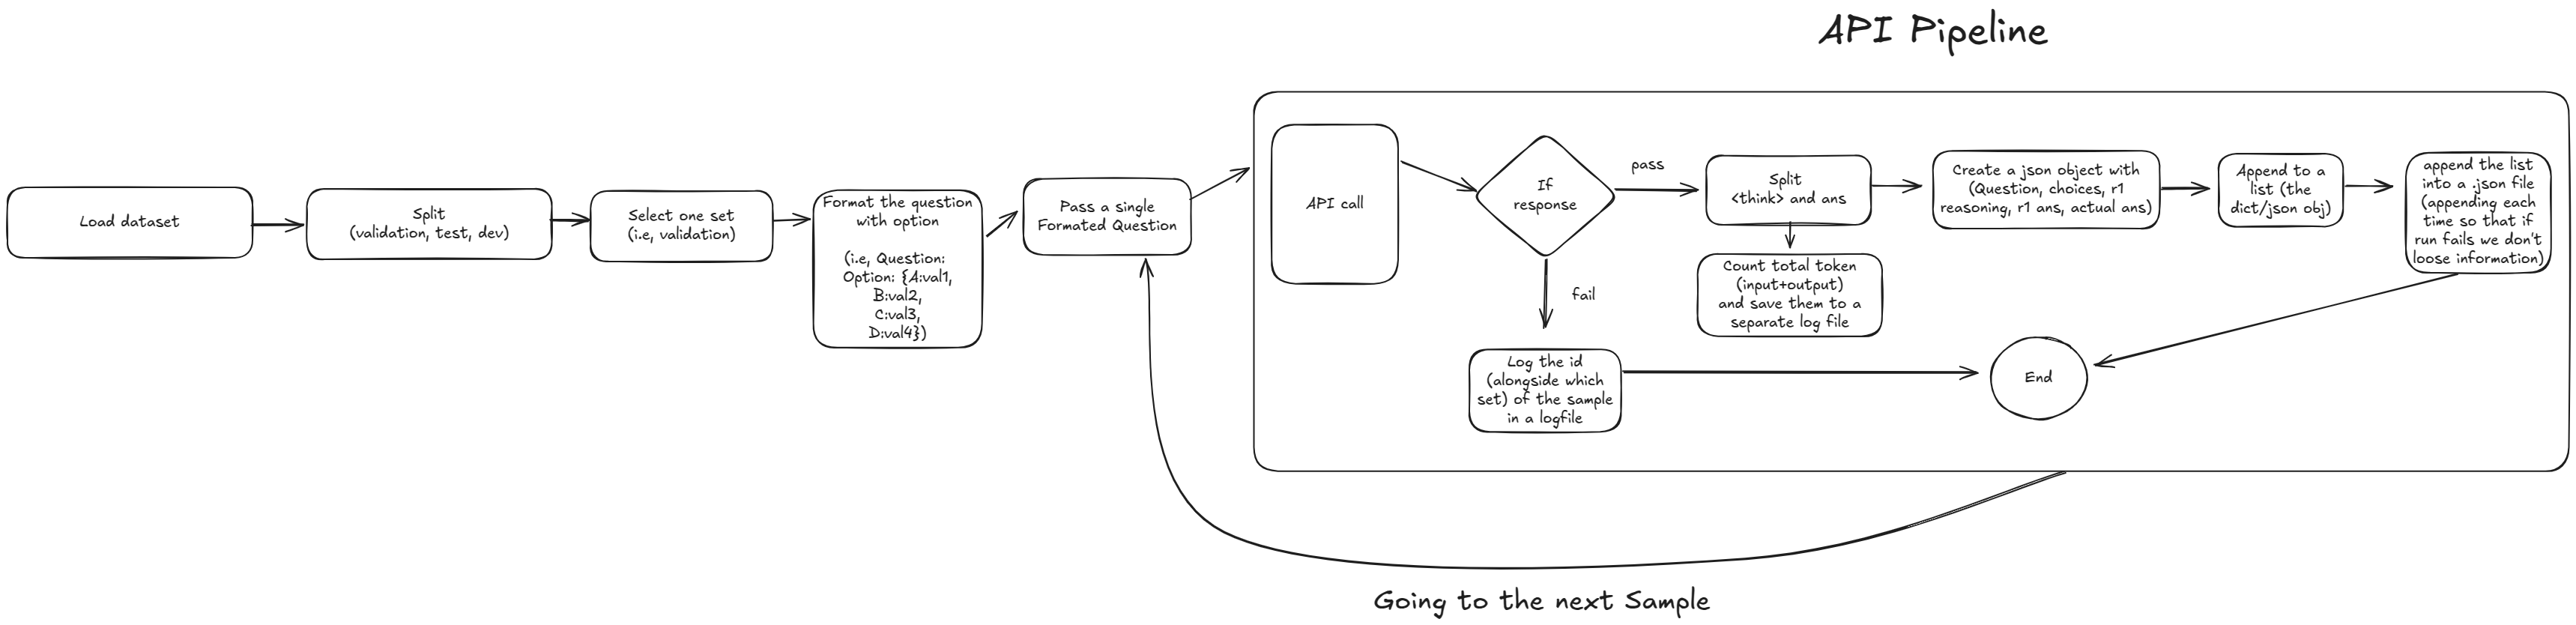 API Pipeline
Load dataset
Split
(validation, test, dev)
Select one set
(i.e, validation)
Format the question
with option
(i.e, Question:
Option: {A:val1,
B:val2,
C:val3,
D:val4})
Pass a single
Formated Question
API call
If
response
pass
fail
Split
<think> and ans
Count total token
(input+output)
and save them to a
separate log file
Create a json object with
(Question, choices, r1
reasoning, r1 ans, actual ans)
Append to a
list (the
dict/json obj)
append the list
into a .json file
(appending each
time so that if
run fails we don't
loose information)
Log the id
(alongside which
set) of the sample
in a logfile
End
Going to the next Sample